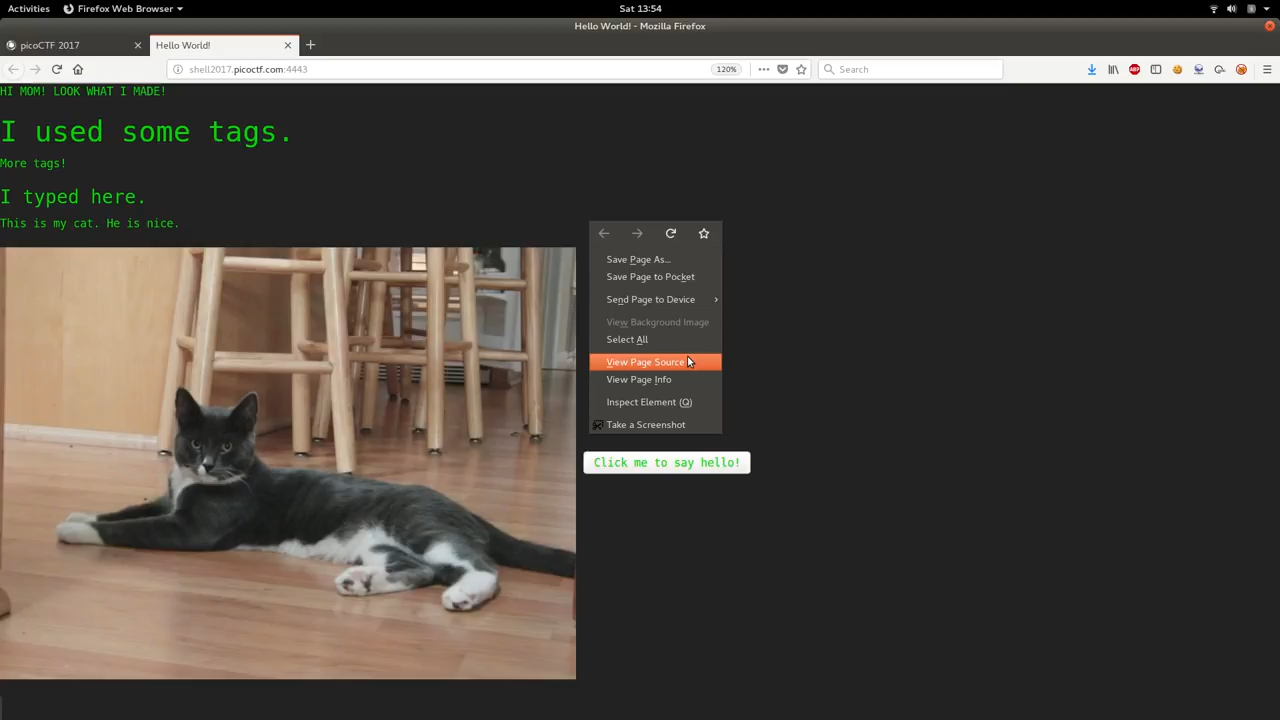 Activities Firefox Web Browser Sat 13:54
Hello World! - Mozilla Firefox
picoCTF 2017 Hello World!
shell2017.picoctf.com:4443 120% Search
HI MOM! LOOK WHAT I MADE!
I used some tags.
More tags!
I typed here.
This is my cat. He is nice.
Save Page As...
Save Page to Pocket
Send Page to Device
View Background Image
Select All
View Page Source
View Page Info
Inspect Element (Q)
Take a Screenshot
Click me to say hello!